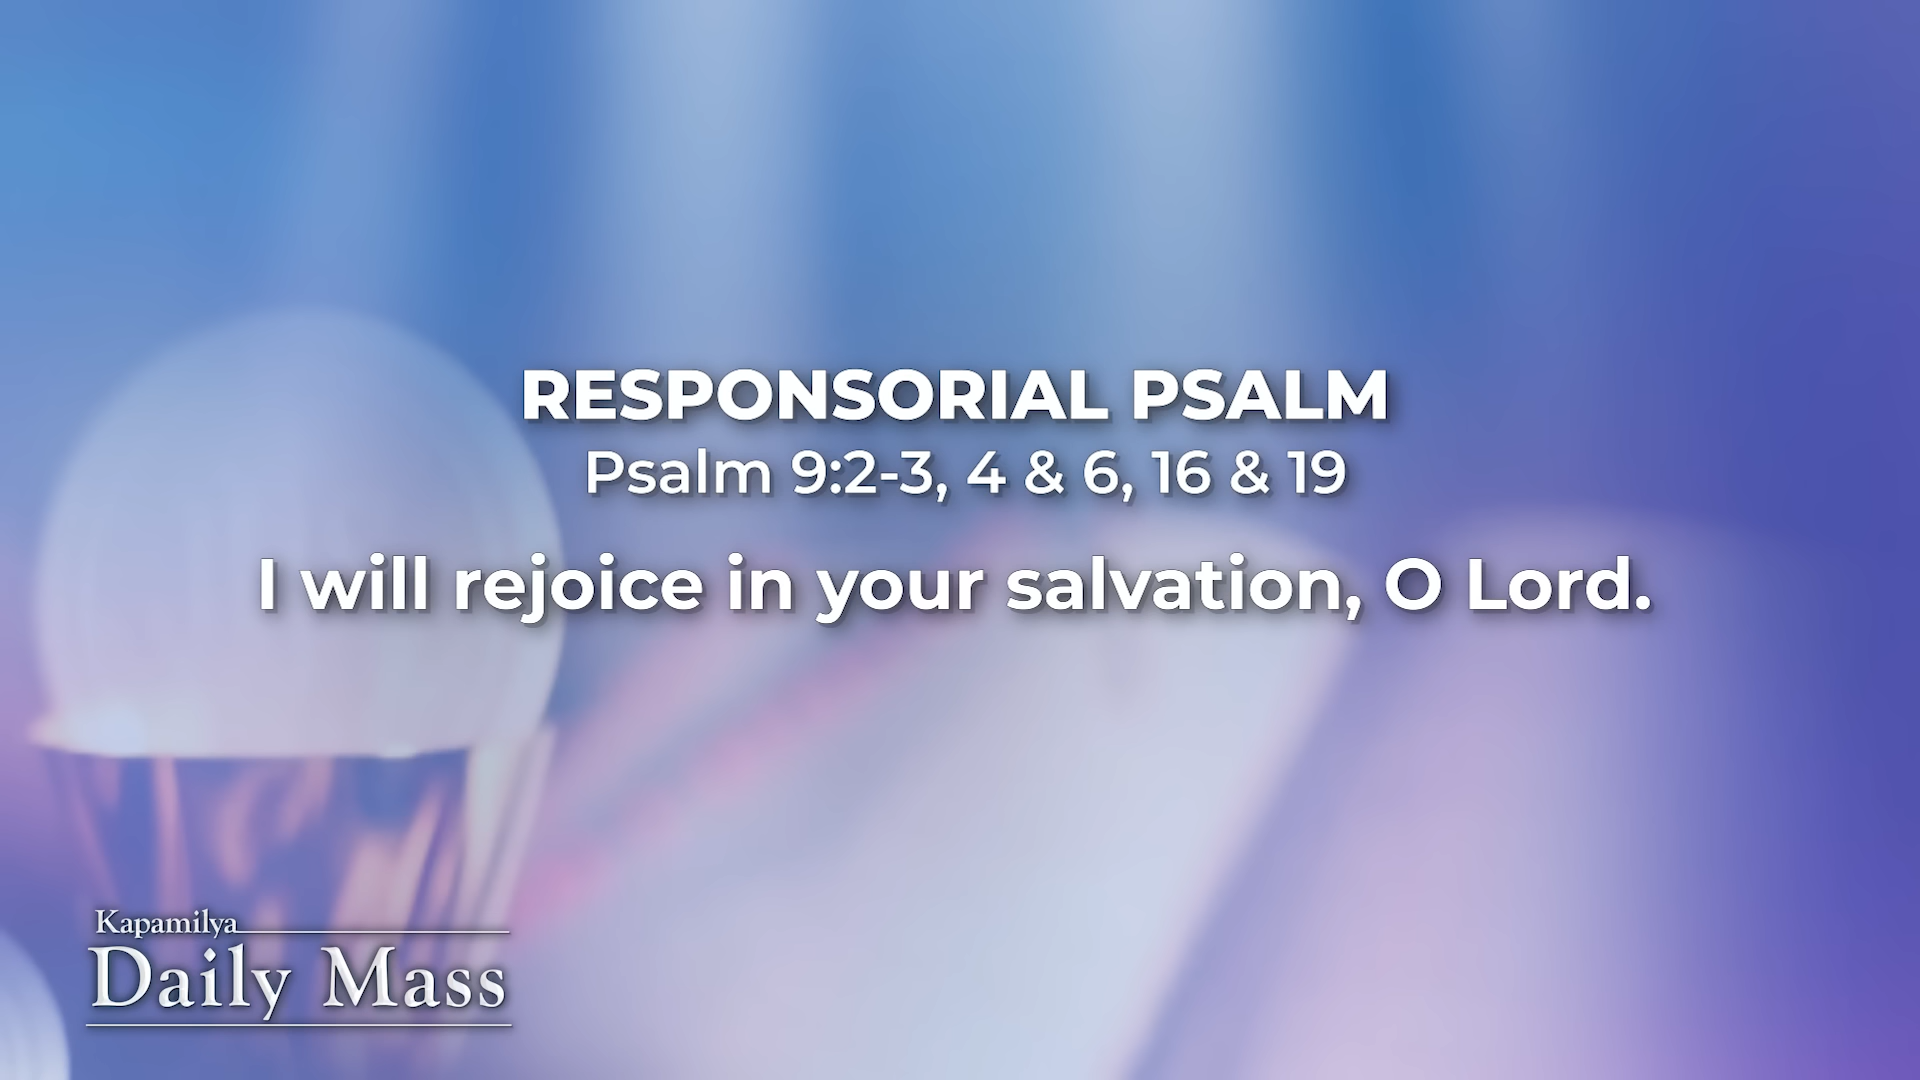 RESPONSORIAL PSALM
Psalm 9:2-3, 4 & 6, 16 & 19
I will rejoice in your salvation, O Lord.
Kapamilya
Daily Mass